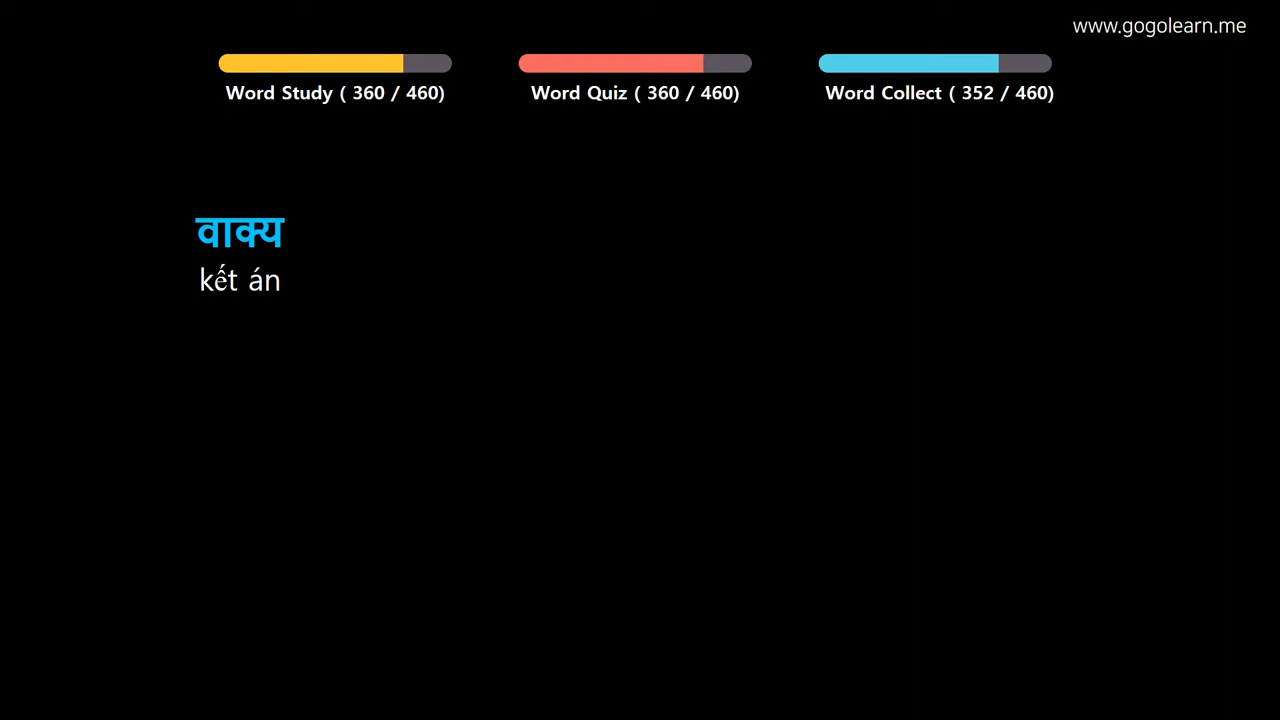 www.gogolearn.me
Word Study ( 360 / 460)
Word Quiz ( 360 / 460)
Word Collect ( 352 / 460)
वाक्य
kết án